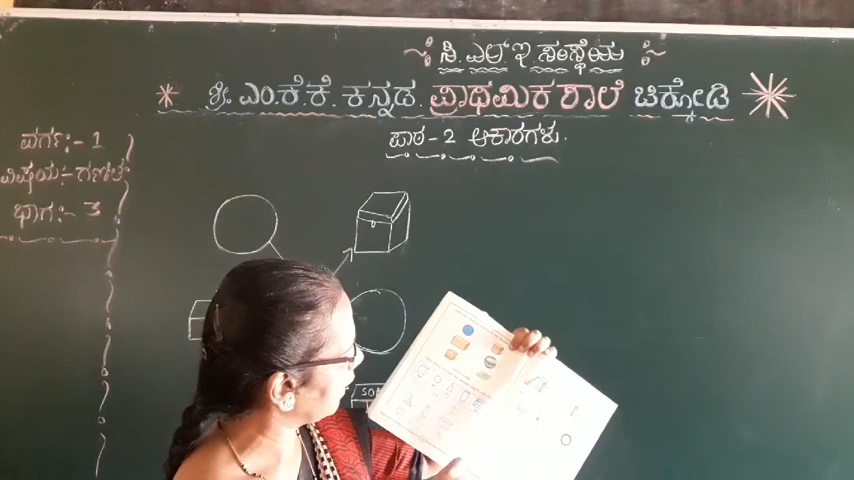 ಸಿ.ಎಲ್.ಇ ಸಂಸ್ಥೆಯ
ಶ್ರೀ. ಎಂ.ಕೆ.ಕೆ. ಕನ್ನಡ ಪ್ರಾಥಮಿಕ ಶಾಲೆ ಚಿಕ್ಕೋಡಿ
ಪಾಠ-2 ಆಕಾರಗಳು.
ವರ್ಗ:- 1
ವಿಷಯ:- ಗಣಿತ
ಭಾಗ:- 3